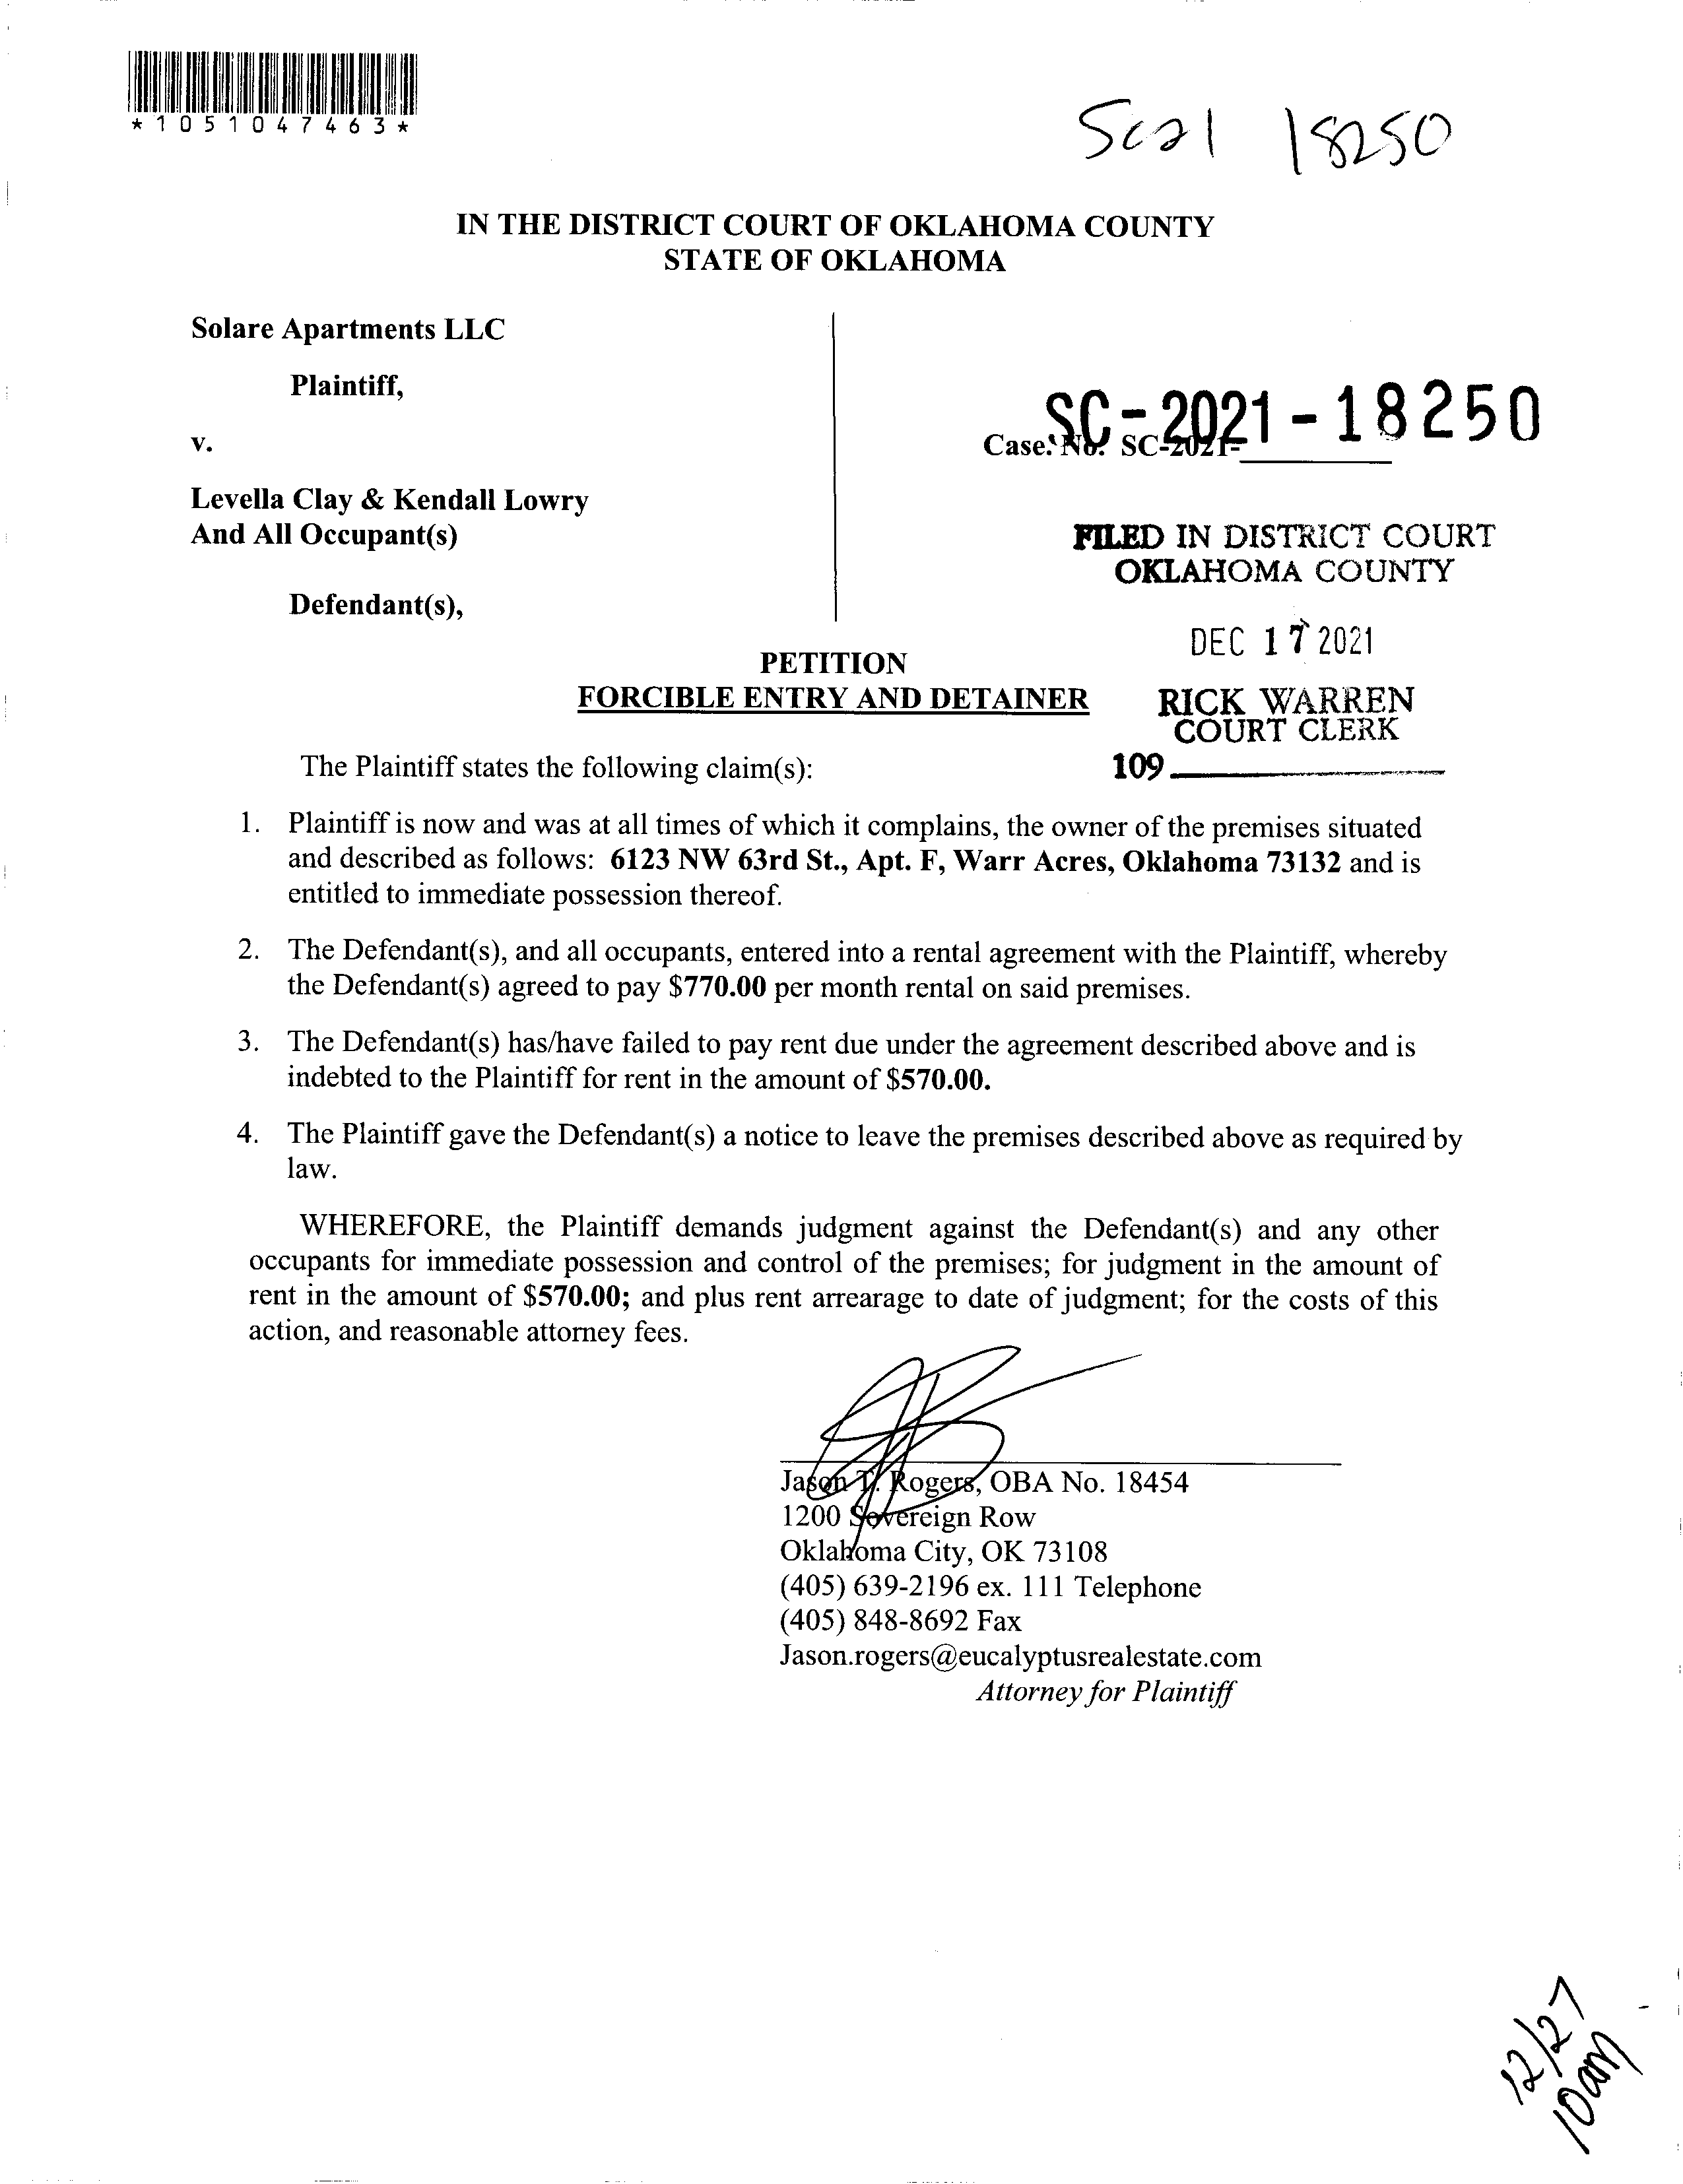 *1051047463*
SC21 18250
IN THE DISTRICT COURT OF OKLAHOMA COUNTY
STATE OF OKLAHOMA
Solare Apartments LLC
Plaintiff,
v.
Levella Clay & Kendall Lowry
And All Occupant(s)
Defendant(s),
SC-2021-18250
Case No. SC-2021-
FILED IN DISTRICT COURT
OKLAHOMA COUNTY
DEC 17 2021
RICK WARREN
COURT CLERK
109
PETITION
FORCIBLE ENTRY AND DETAINER
The Plaintiff states the following claim(s):
1. Plaintiff is now and was at all times of which it complains, the owner of the premises situated
and described as follows: 6123 NW 63rd St., Apt. F, Warr Acres, Oklahoma 73132 and is
entitled to immediate possession thereof.
2. The Defendant(s), and all occupants, entered into a rental agreement with the Plaintiff, whereby
the Defendant(s) agreed to pay $770.00 per month rental on said premises.
3. The Defendant(s) has/have failed to pay rent due under the agreement described above and is
indebted to the Plaintiff for rent in the amount of $570.00.
4. The Plaintiff gave the Defendant(s) a notice to leave the premises described above as required by
law.
WHEREFORE, the Plaintiff demands judgment against the Defendant(s) and any other
occupants for immediate possession and control of the premises; for judgment in the amount of
rent in the amount of $570.00; and plus rent arrearage to date of judgment; for the costs of this
action, and reasonable attorney fees.
Jason T. Rogers, OBA No. 18454
1200 Sovereign Row
Oklahoma City, OK 73108
(405) 639-2196 ex. 111 Telephone
(405) 848-8692 Fax
Jason.rogers@eucalyptusrealestate.com
Attorney for Plaintiff
12/27
10am